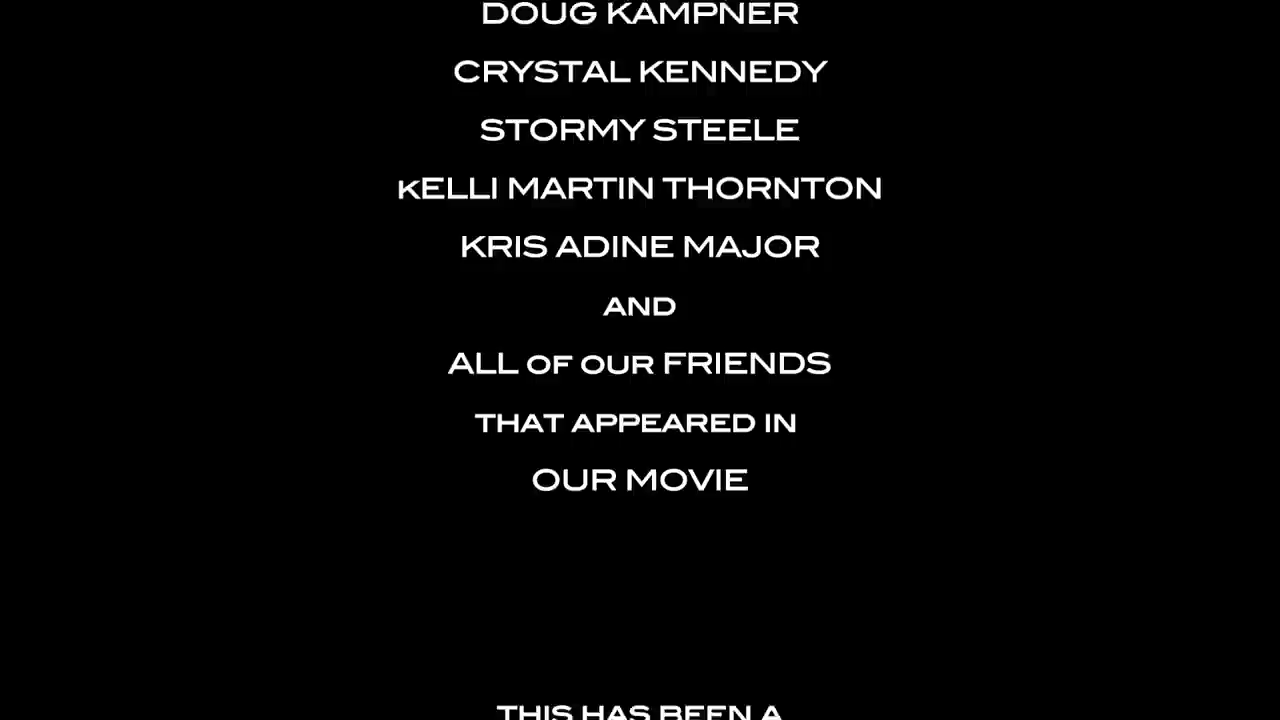 DOUG KAMPNER
CRYSTAL KENNEDY
STORMY STEELE
kELLI MARTIN THORNTON
KRIS ADINE MAJOR
and
ALL of our FRIENDS
that appeared in
OUR MOVIE
this has been a